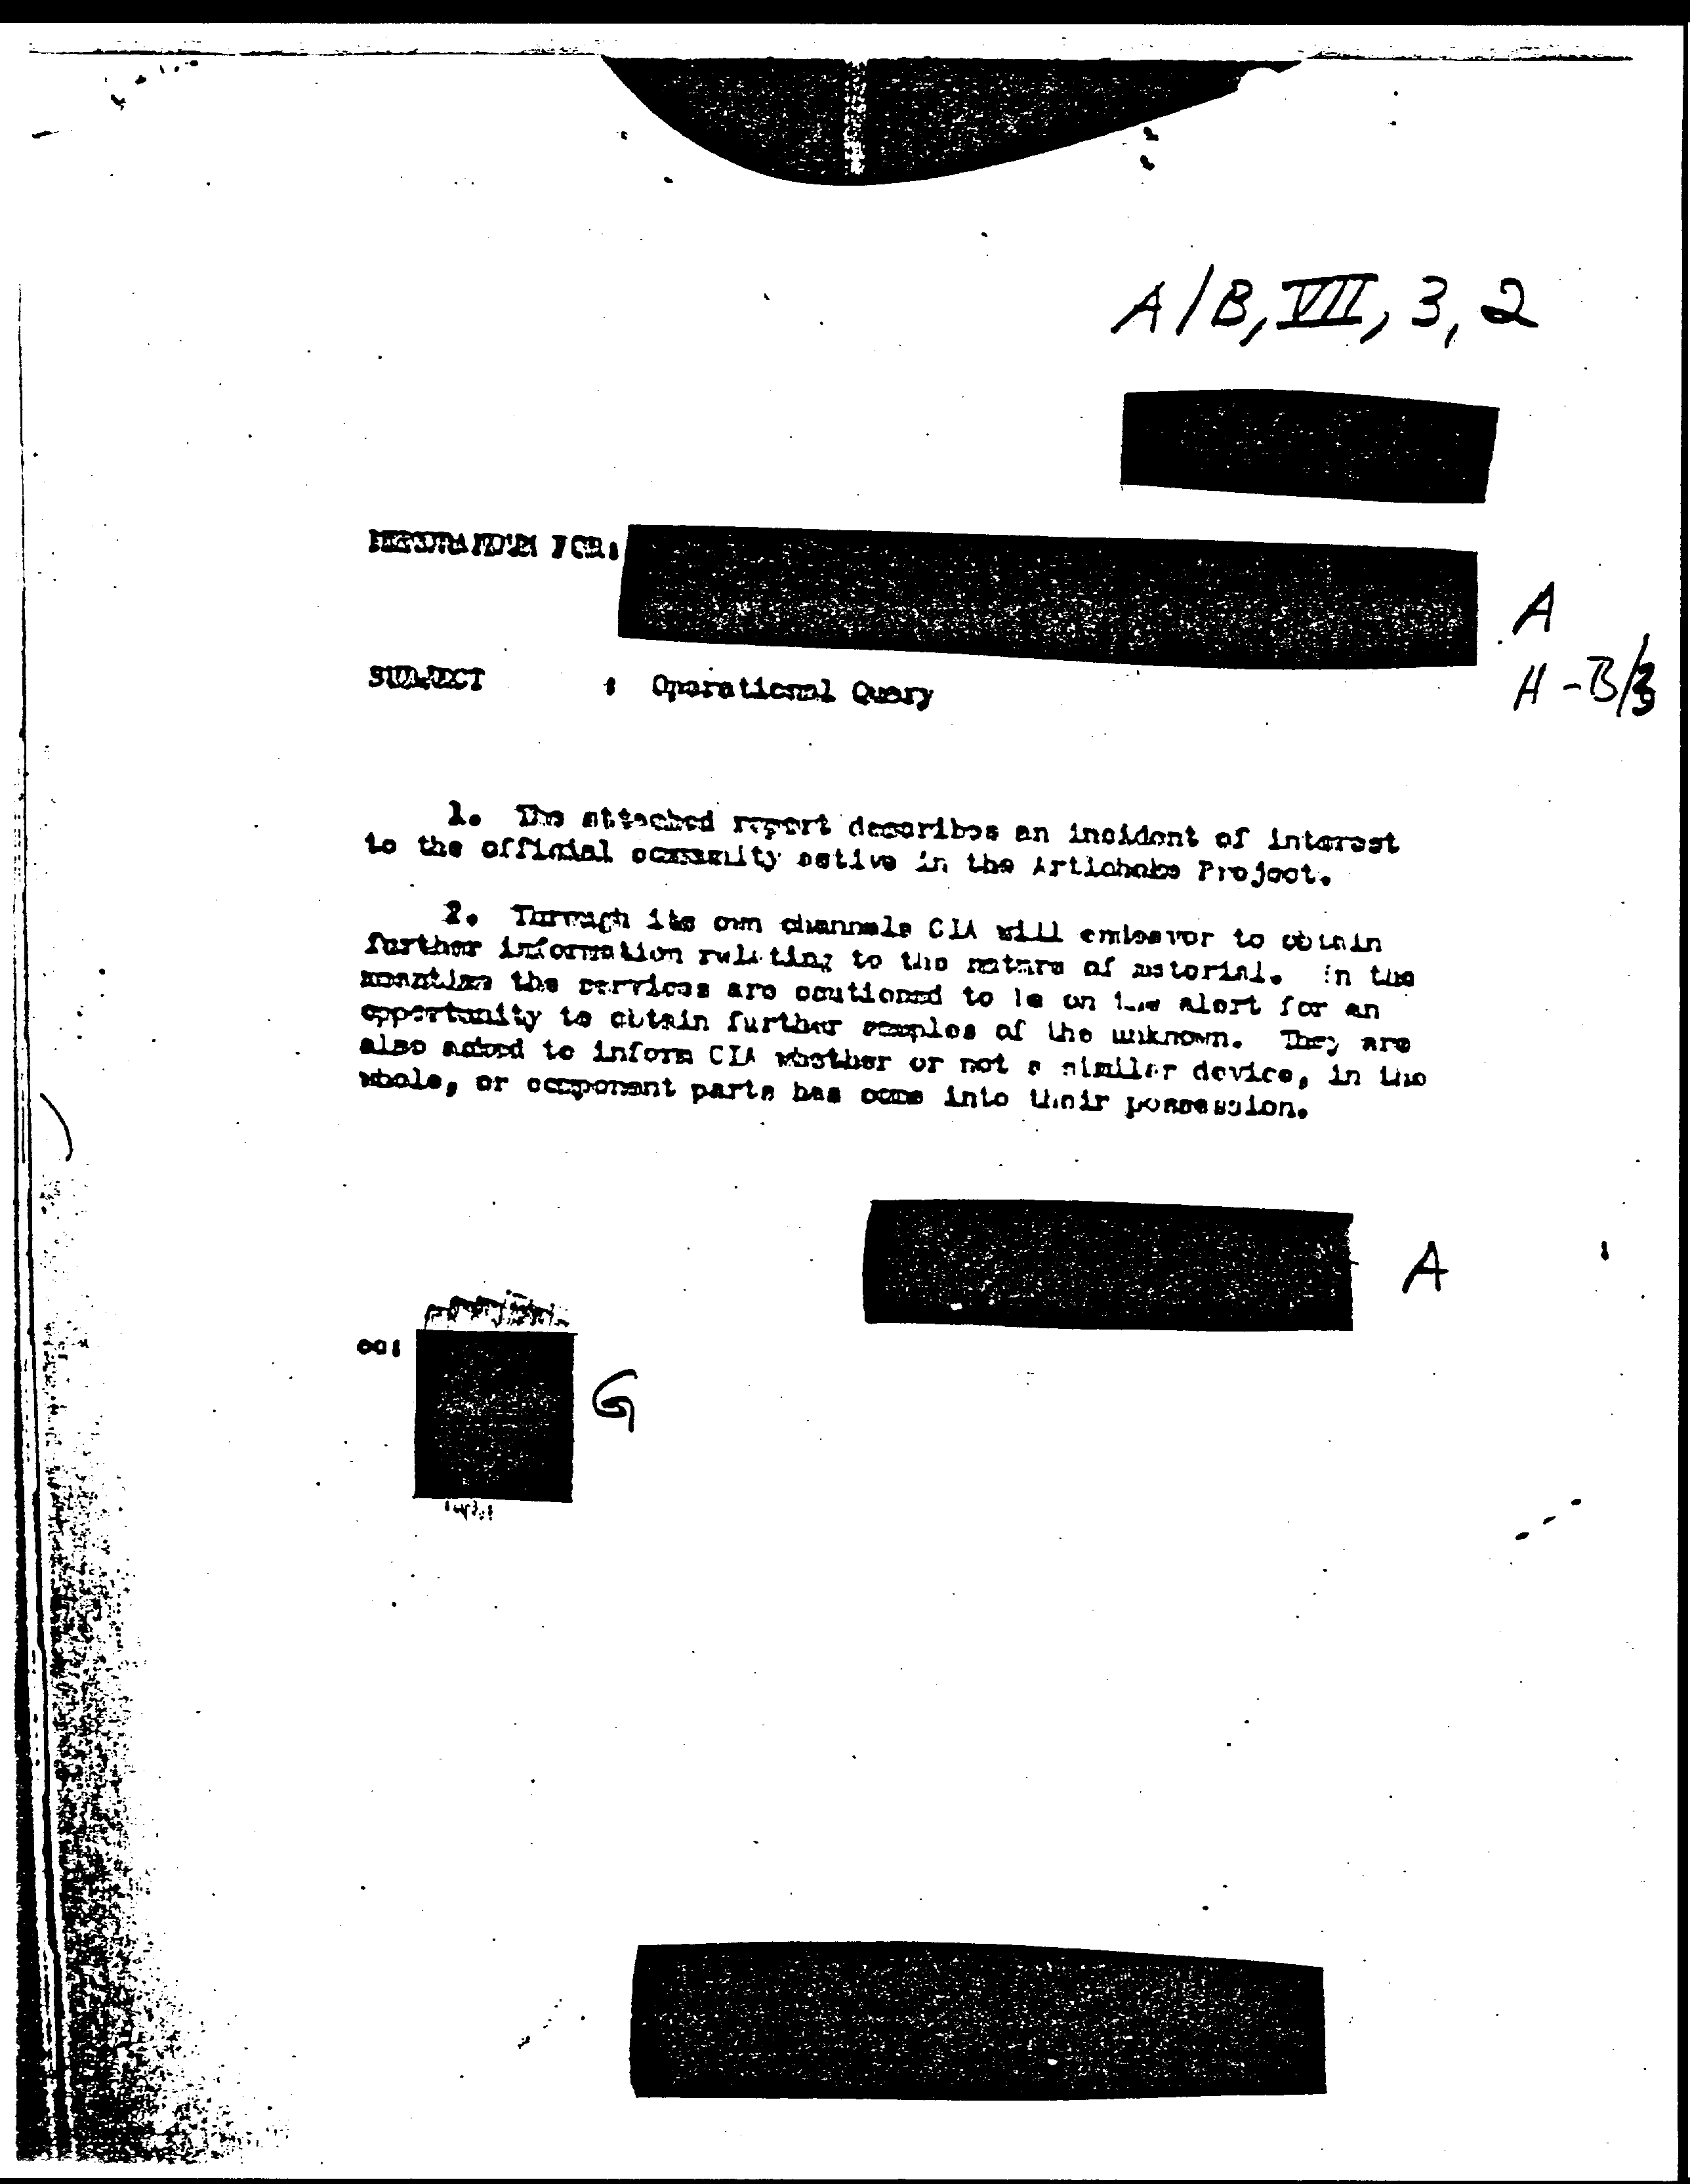 A/B, VII, 3, 2
MEMORANDUM FOR:
A
SUBJECT : Operational Query
H-B/3
1. The attached report describes an incident of interest
to the official community active in the Artichoke Project.
2. Through its own channels CIA will endeavor to obtain
further information relating to the nature of material. In the
meantime the services are cautioned to be on the alert for an
opportunity to obtain further samples of the unknown. They are
also asked to inform CIA whether or not a similar device, in the
whole, or component parts has come into their possession.
A
cc:
G